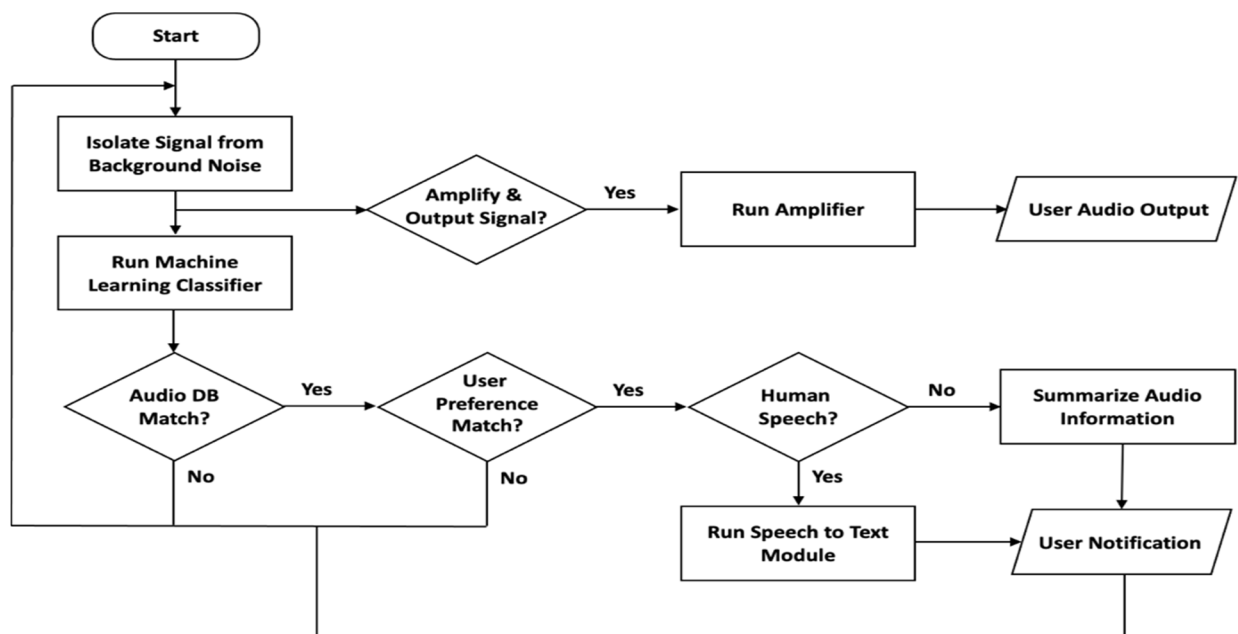 Start
Isolate Signal from
Background Noise
Amplify &
Output Signal?
Yes
Run Amplifier
User Audio Output
Run Machine
Learning Classifier
Audio DB
Match?
Yes
User
Preference
Match?
Yes
Human
Speech?
No
Summarize Audio
Information
No
No
Yes
Run Speech to Text
Module
User Notification